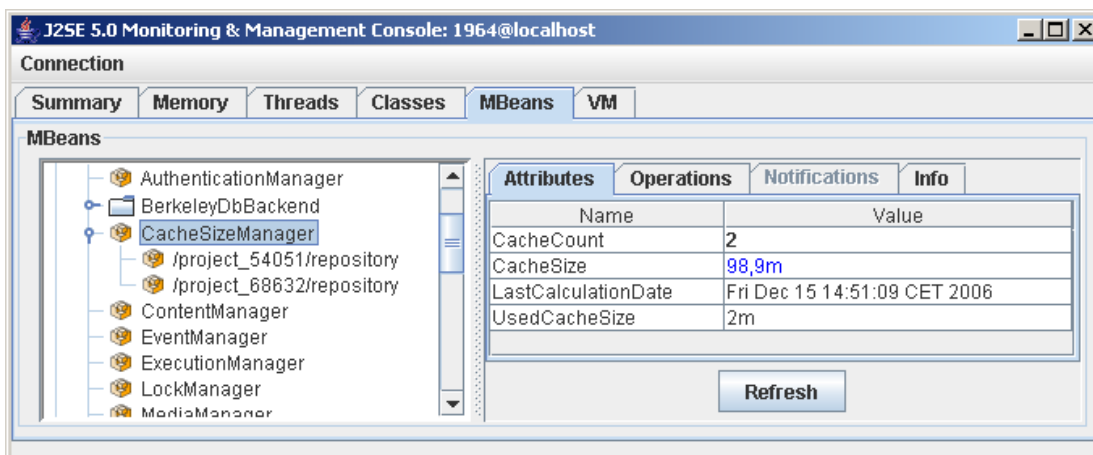 J2SE 5.0 Monitoring & Management Console: 1964@localhost
Connection
Summary Memory Threads Classes MBeans VM
MBeans
AuthenticationManager
BerkeleyDbBackend
CacheSizeManager
/project_54051/repository
/project_68632/repository
ContentManager
EventManager
ExecutionManager
LockManager
MediaManager
Attributes Operations Notifications Info
Name Value
CacheCount 2
CacheSize 98,9m
LastCalculationDate Fri Dec 15 14:51:09 CET 2006
UsedCacheSize 2m
Refresh